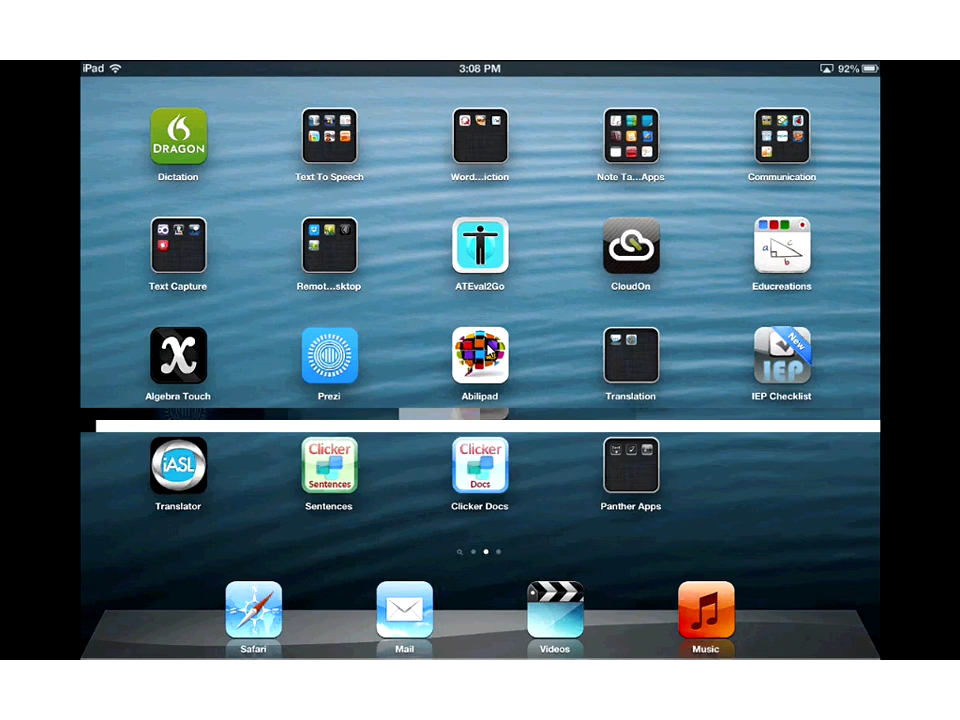 iPad 3:08 PM 92%
DRAGON
Dictation Text To Speech Word...iction Note Ta...Apps Communication
a c b
Text Capture Remot...sktop ATEval2Go CloudOn Educreations
New
IEP
Algebra Touch Prezi Abilipad Translation IEP Checklist
iASL Clicker Sentences Clicker Docs
Translator Sentences Clicker Docs Panther Apps
Safari Mail Videos Music